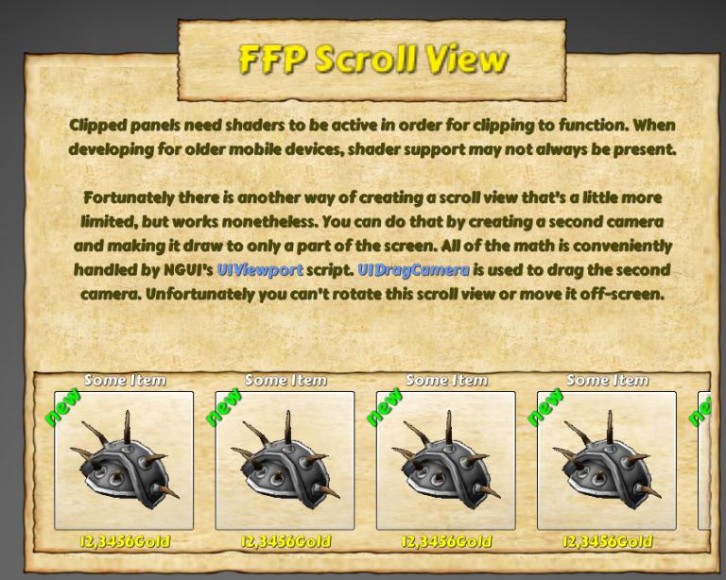 FFP Scroll View
Clipped panels need shaders to be active in order for clipping to function. When
developing for older mobile devices, shader support may not always be present.
Fortunately there is another way of creating a scroll view that's a little more
limited, but works nonetheless. You can do that by creating a second camera
and making it draw to only a part of the screen. All of the math is conveniently
handled by NGUI's UIViewport script. UIDragCamera is used to drag the second
camera. Unfortunately you can't rotate this scroll view or move it off-screen.
Some Item Some Item Some Item Some Item
new new new new
12,3456Gold 12,3456Gold 12,3456Gold 12,3456Gold